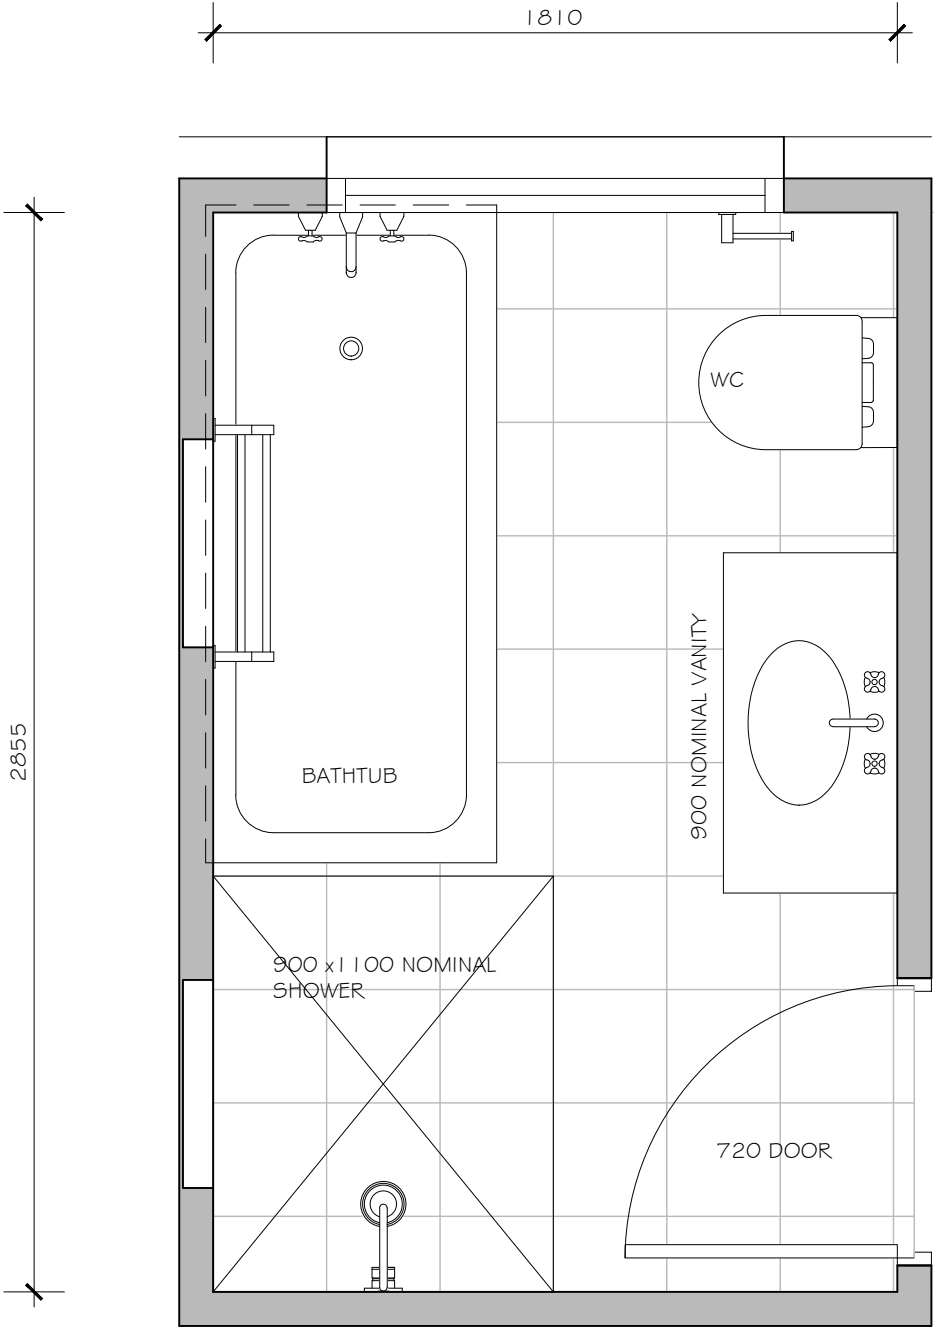 1810
WC
900 NOMINAL VANITY
2855
BATHTUB
900 x1100 NOMINAL
SHOWER
720 DOOR